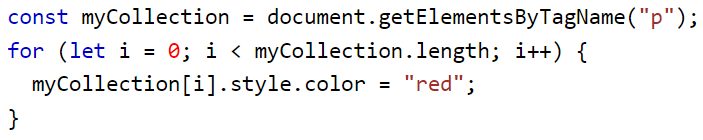 const myCollection = document.getElementsByTagName("p");
for (let i = 0; i < myCollection.length; i++) {
  myCollection[i].style.color = "red";
}